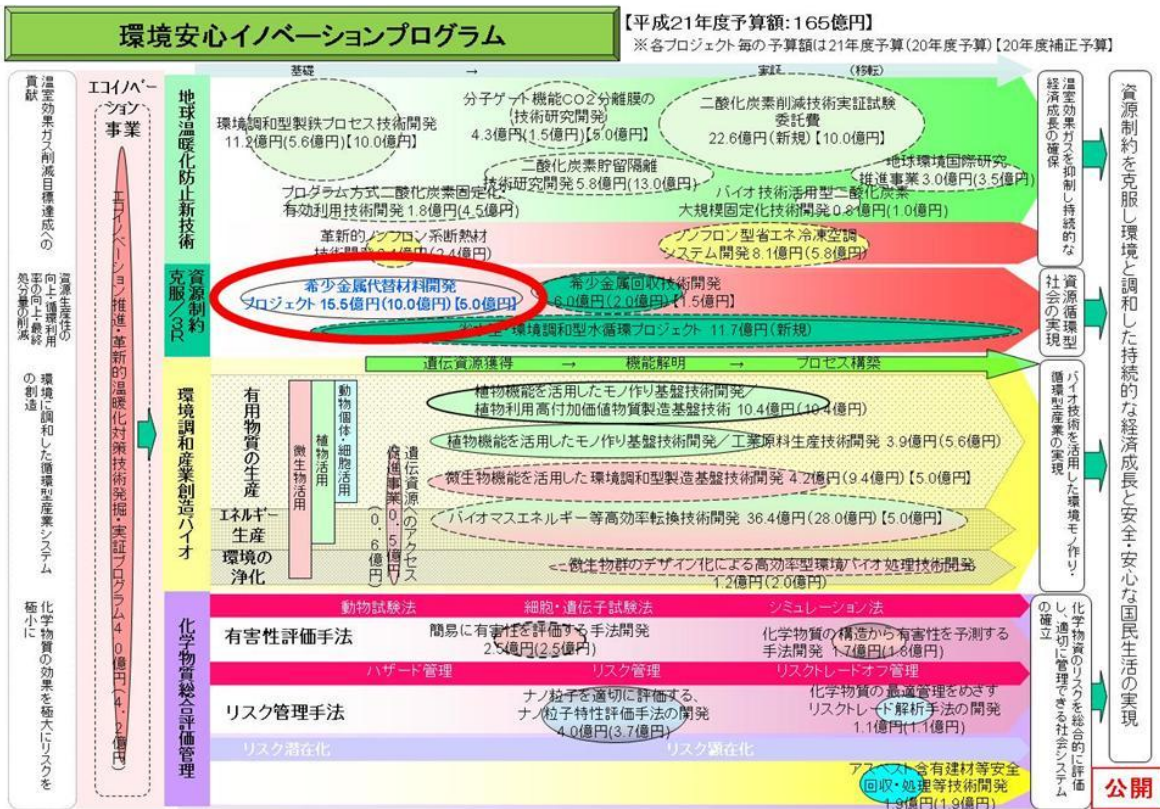 環境安心イノベーションプログラム
【平成21年度予算額:165億円】
※各プロジェクト毎の予算額は21年度予算(20年度予算)【20年度補正予算】
温室効果ガス削減目標達成への
貢献
資源生産性の
向上・循環利用
率の向上・最終
処分量の削減
環境に調和した循環型産業システム
の創造
化学物質の効果を極大にリスクを
極小に
エコイノベー
ション
事業
エコイノベーション推進・革新的温暖化対策技術発掘・実証プログラム40億円(4.2億円)
地球温暖化防止新技術
基礎 → 実証 (移転)
環境調和型製鉄プロセス技術開発
11.2億円(5.6億円)【10.0億円】
分子ゲート機能CO2分離膜の
技術研究開発
4.3億円(1.5億円)【5.0億円】
二酸化炭素削減技術実証試験
委託費
22.6億円(新規)【10.0億円】
二酸化炭素貯留隔離
技術研究開発5.8億円(13.0億円)
地球環境国際研究
推進事業3.0億円(3.5億円)
プログラム方式二酸化炭素固定化、
有効利用技術開発1.8億円(4.5億円)
バイオ技術活用型二酸化炭素
大規模固定化技術開発0.8億円(1.0億円)
革新的ノンフロン系断熱材
技術開発
(2.4億円)
ノンフロン型省エネ冷凍空調
システム開発8.1億円(5.8億円)
資源制約
克服/3R
希少金属代替材料開発
プロジェクト 15.5億円(10.0億円)【5.0億円】
希少金属回収技術開発
6.0億円(2.0億円)【1.5億円】
省水型・環境調和型水循環プロジェクト 11.7億円(新規)
環境調和産業創造バイオ
遺伝資源獲得 → 機能解明 → プロセス構築
有用物質の生産
エネルギー
生産
環境の
浄化
微生物活用
植物活用
動物個体・細胞活用
遺伝資源へのアクセス
促進事業0.5億円
(0.6億円)
植物機能を活用したモノ作り基盤技術開発/
植物利用高付加価値物質製造基盤技術 10.4億円(10.4億円)
植物機能を活用したモノ作り基盤技術開発/工業原料生産技術開発 3.9億円(5.6億円)
微生物機能を活用した環境調和型製造基盤技術開発 4.2億円(9.4億円)【5.0億円】
バイオマスエネルギー等高効率転換技術開発 36.4億円(28.0億円)【5.0億円】
微生物群のデザイン化による高効率型環境バイオ処理技術開発
1.2億円(2.0億円)
化学物質総合評価管理
動物試験法 細胞・遺伝子試験法 シミュレーション法
有害性評価手法
簡易に有害性を評価する手法開発
2.5億円(2.5億円)
化学物質の構造から有害性を予測する
手法開発 1.7億円(1.8億円)
ハザード管理 リスク管理 リスクトレードオフ管理
リスク管理手法
ナノ粒子を適切に評価する、
ナノ粒子特性評価手法の開発
4.0億円(3.7億円)
化学物質の最適管理をめざす
リスクトレード解析手法の開発
1.1億円(1.1億円)
リスク潜在化 リスク顕在化
アスベスト含有建材等安全
回収・処理等技術開発
1.9億円(1.9億円)
温室効果ガスを抑制し持続的な
経済成長の確保
資源循環型
社会の実現
バイオ技術を活用した環境モノ作り・
循環型産業の実現
化学物資のリスクを総合的に評価
し、適切に管理できる社会システム
の確立
資源制約を克服し環境と調和した持続的な経済成長と安全・安心な国民生活の実現
公開